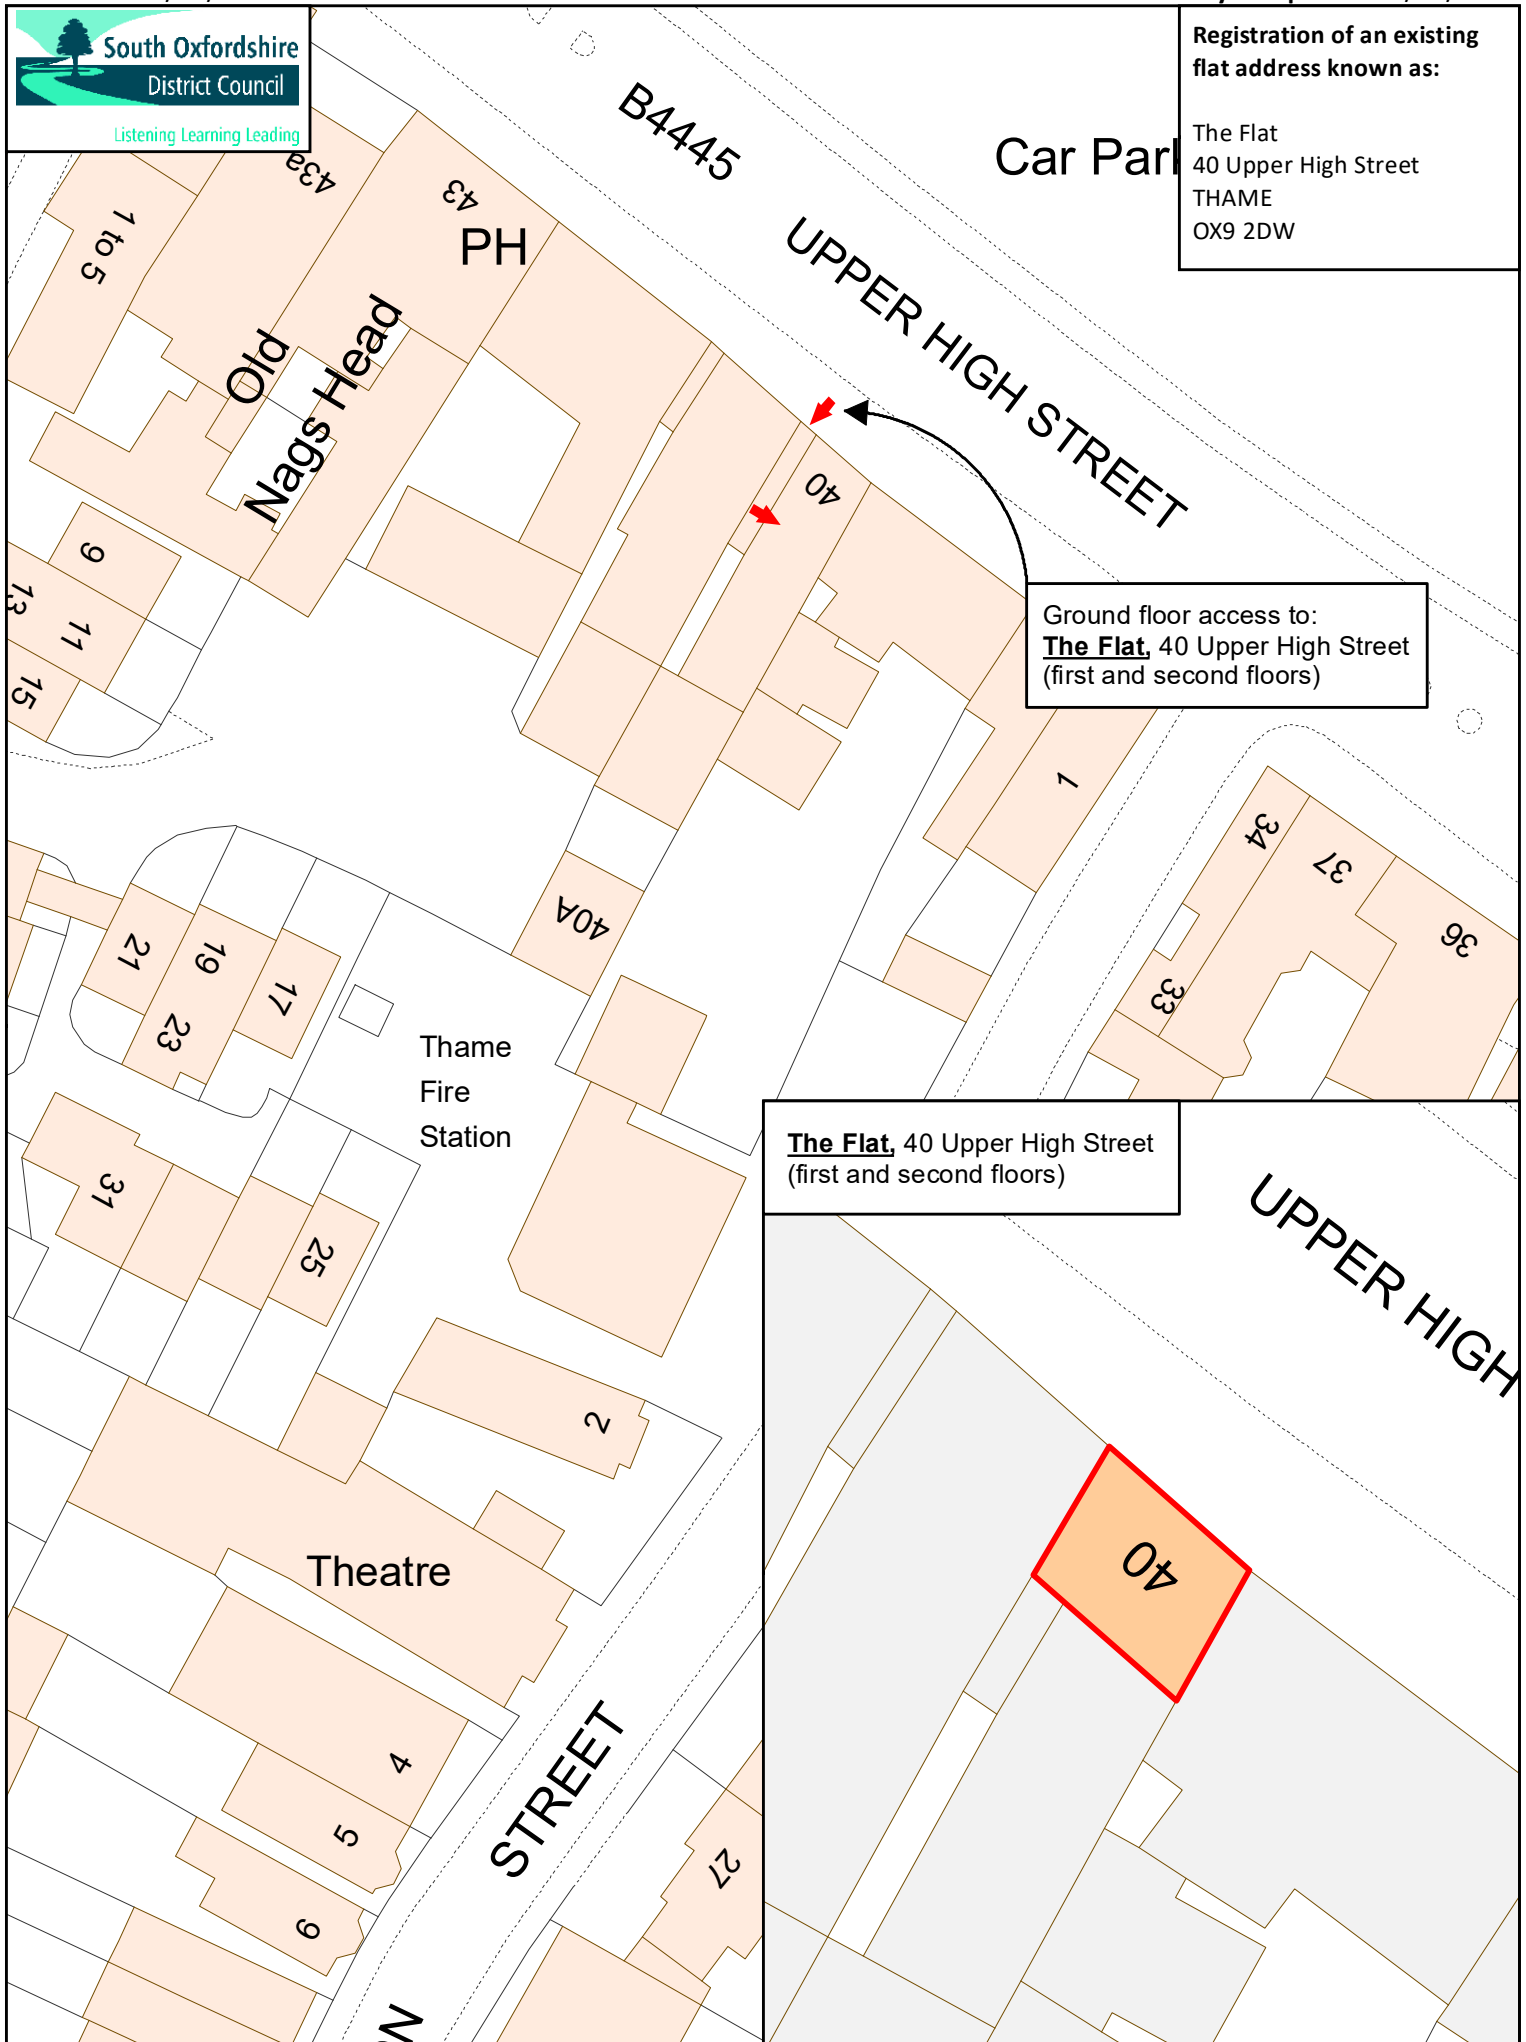 South Oxfordshire
District Council
Listening Learning Leading
Registration of an existing
flat address known as:
The Flat
40 Upper High Street
THAME
OX9 2DW
B4445
Car Park
UPPER HIGH STREET
43a
43
PH
1 to 5
Old
Nags Head
40
9
13
11
15
Ground floor access to:
The Flat, 40 Upper High Street
(first and second floors)
1
34
37
36
33
40A
21
19
17
23
Thame
Fire
Station
31
25
2
Theatre
4
5
6
STREET
27
The Flat, 40 Upper High Street
(first and second floors)
UPPER HIGH
40